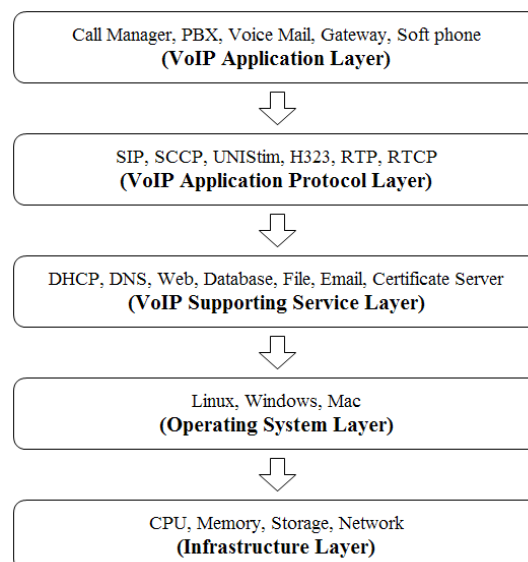 Call Manager, PBX, Voice Mail, Gateway, Soft phone
(VoIP Application Layer)
SIP, SCCP, UNIStim, H323, RTP, RTCP
(VoIP Application Protocol Layer)
DHCP, DNS, Web, Database, File, Email, Certificate Server
(VoIP Supporting Service Layer)
Linux, Windows, Mac
(Operating System Layer)
CPU, Memory, Storage, Network
(Infrastructure Layer)